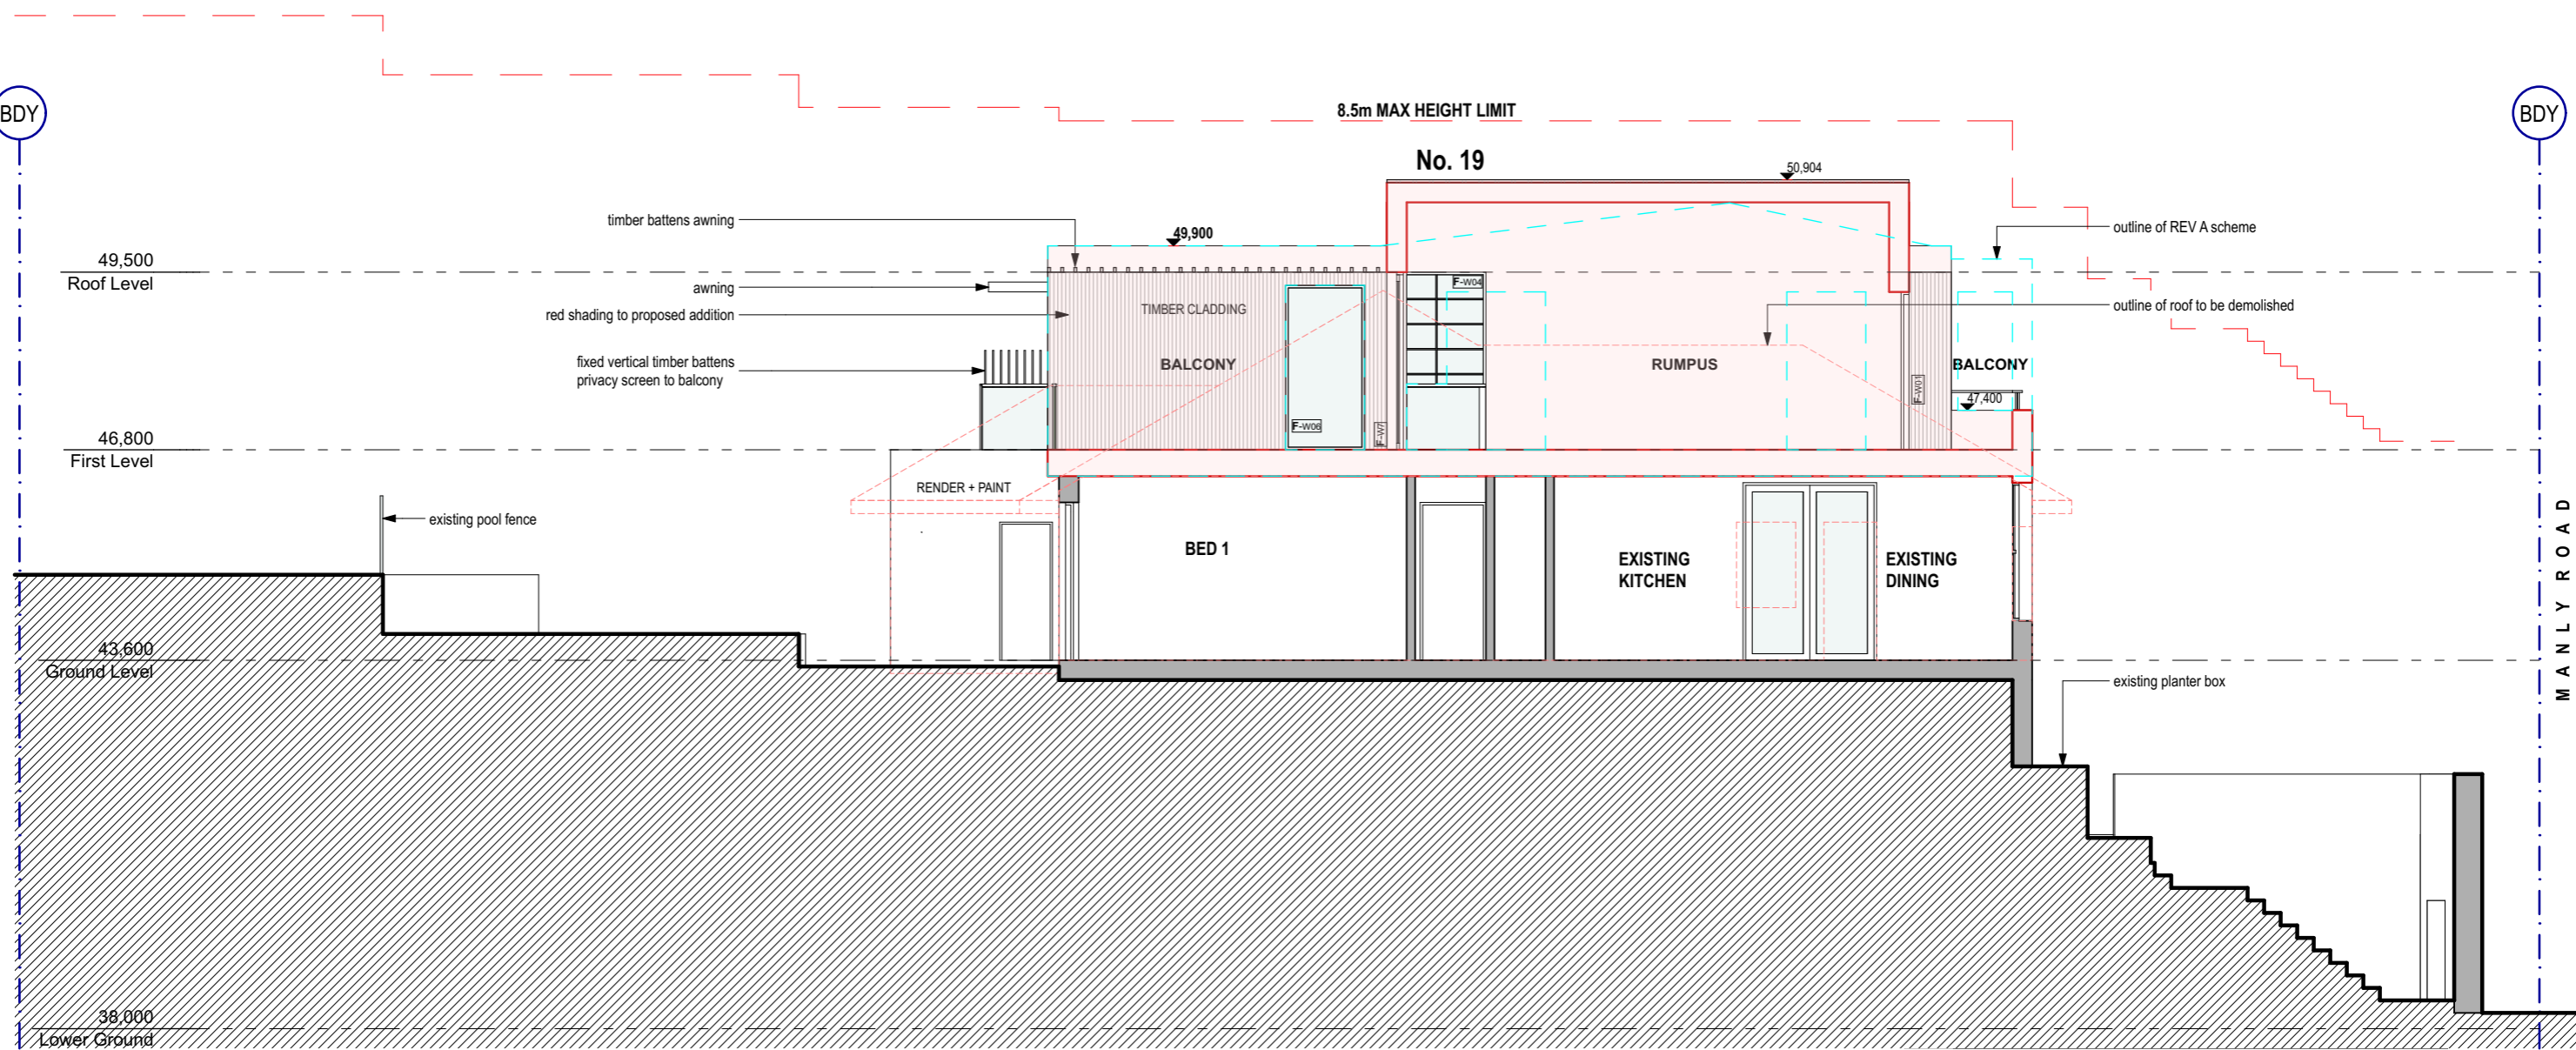 BDY
BDY
8.5m MAX HEIGHT LIMIT
No. 19
50,904
timber battens awning
49,900
outline of REV A scheme
49,500
Roof Level
F-W04
awning
TIMBER CLADDING
outline of roof to be demolished
red shading to proposed addition
fixed vertical timber battens
privacy screen to balcony
BALCONY
RUMPUS
BALCONY
F-W01
47,400
F-W06
F-W7
46,800
First Level
RENDER + PAINT
existing pool fence
BED 1
EXISTING
KITCHEN
EXISTING
DINING
MANLY ROAD
43,600
Ground Level
existing planter box
38,000
Lower Ground